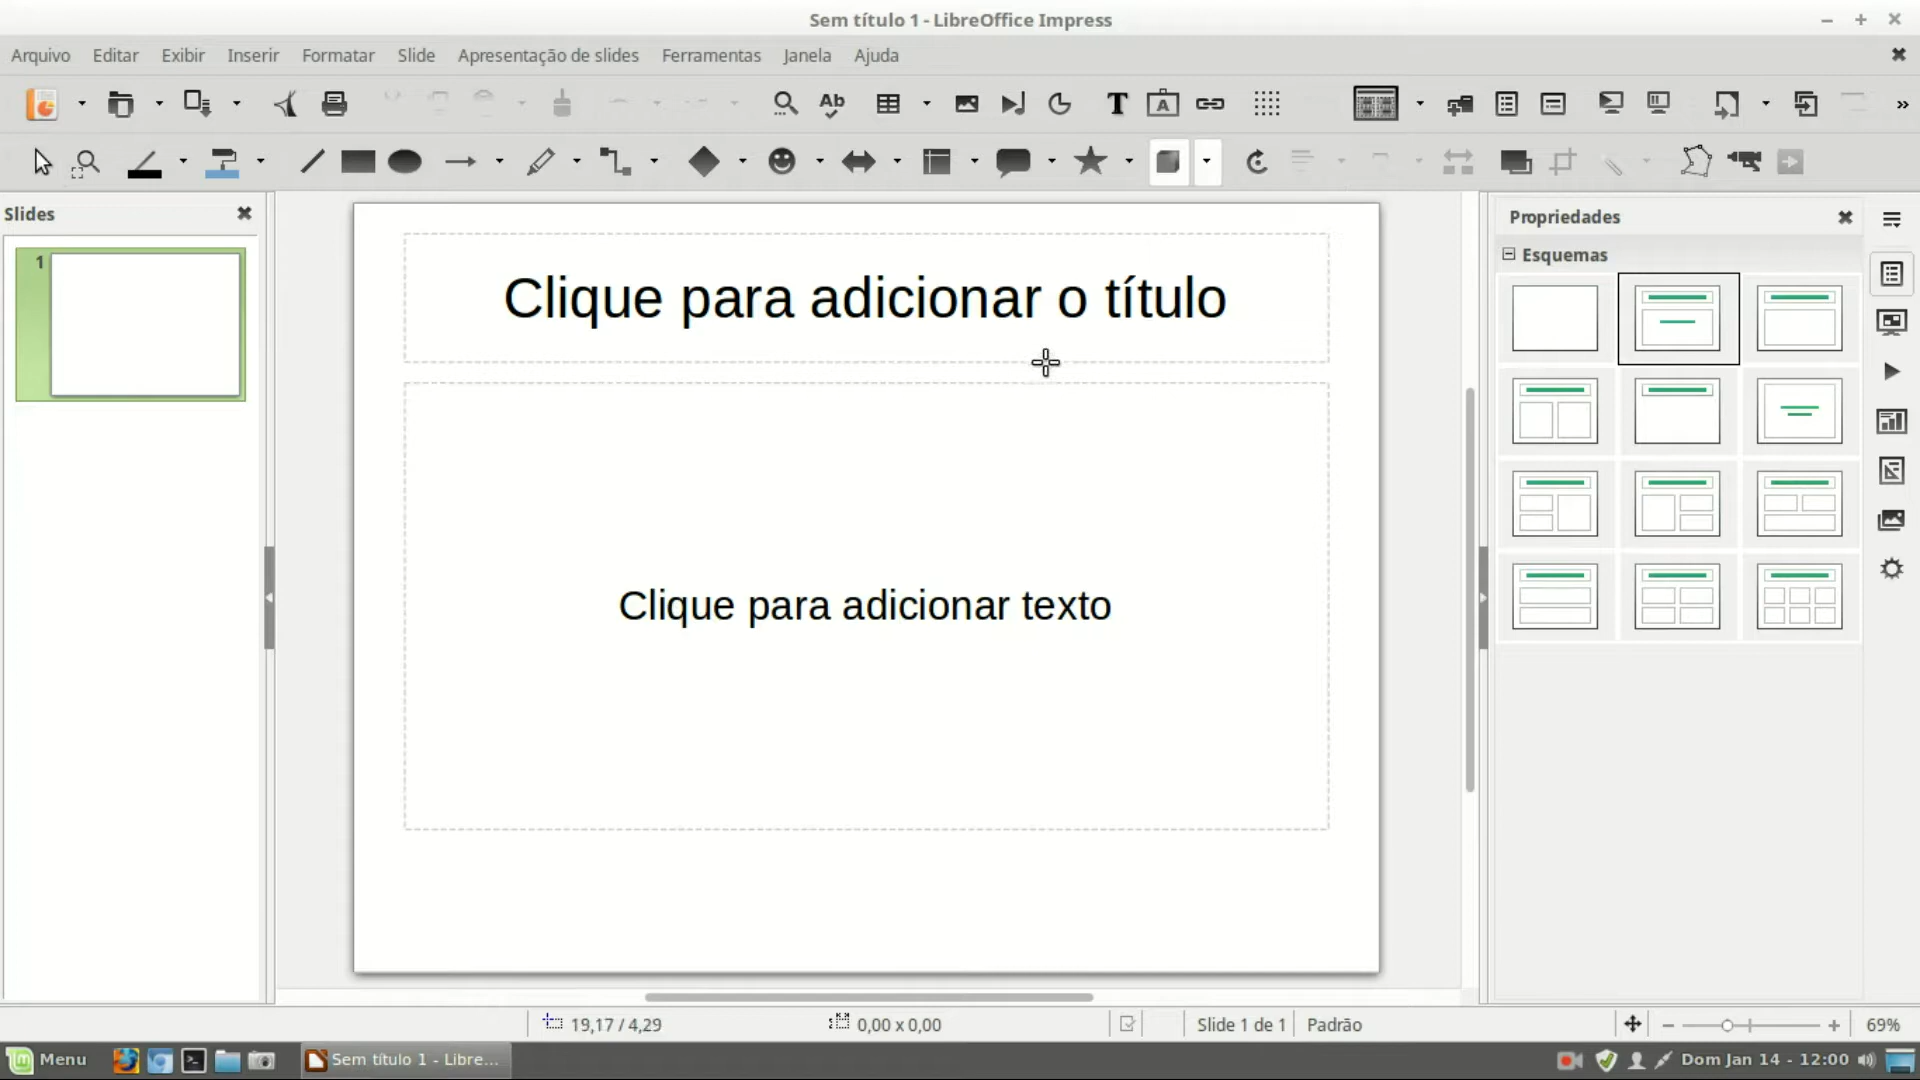 Sem título 1 - LibreOffice Impress
Arquivo Editar Exibir Inserir Formatar Slide Apresentação de slides Ferramentas Janela Ajuda
Slides
1
Clique para adicionar o título
Clique para adicionar texto
Propriedades
Esquemas
19,17 / 4,29
0,00 x 0,00
Slide 1 de 1
Padrão
69%
Menu
Sem título 1 - Libre...
Dom Jan 14 - 12:00